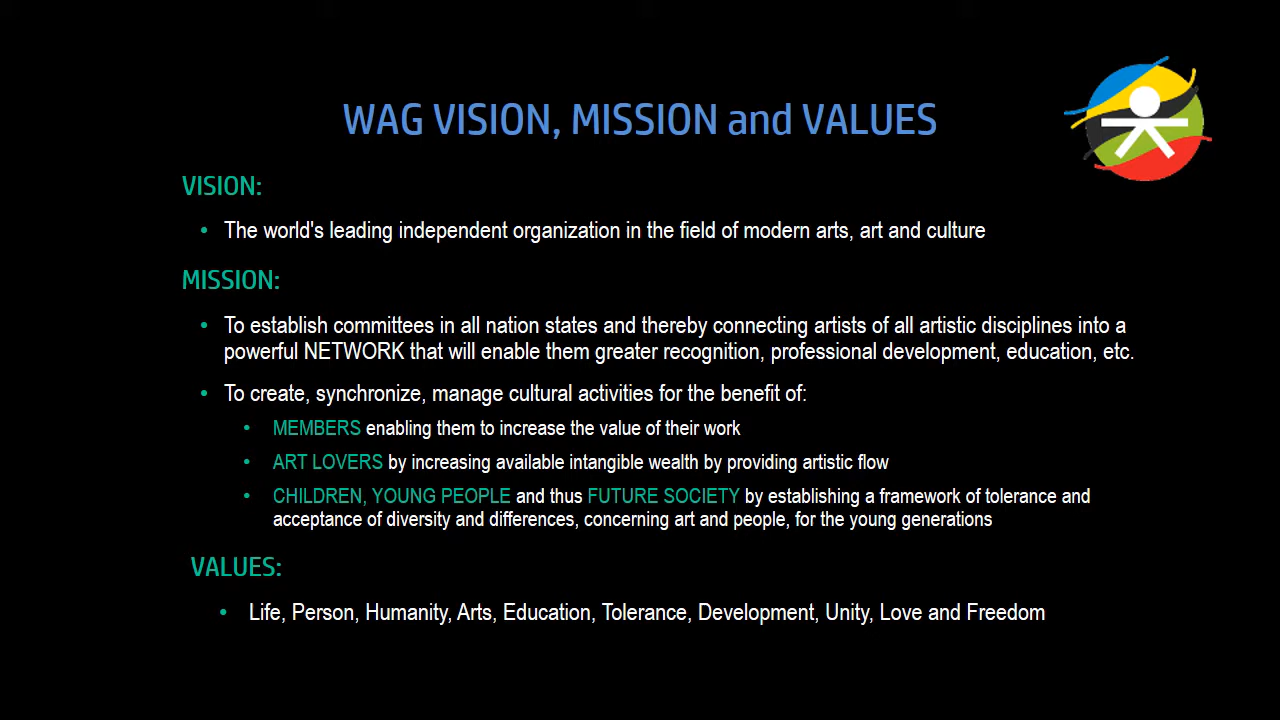 WAG VISION, MISSION and VALUES
VISION:
• The world's leading independent organization in the field of modern arts, art and culture
MISSION:
• To establish committees in all nation states and thereby connecting artists of all artistic disciplines into a
powerful NETWORK that will enable them greater recognition, professional development, education, etc.
• To create, synchronize, manage cultural activities for the benefit of:
• MEMBERS enabling them to increase the value of their work
• ART LOVERS by increasing available intangible wealth by providing artistic flow
• CHILDREN, YOUNG PEOPLE and thus FUTURE SOCIETY by establishing a framework of tolerance and
acceptance of diversity and differences, concerning art and people, for the young generations
VALUES:
• Life, Person, Humanity, Arts, Education, Tolerance, Development, Unity, Love and Freedom